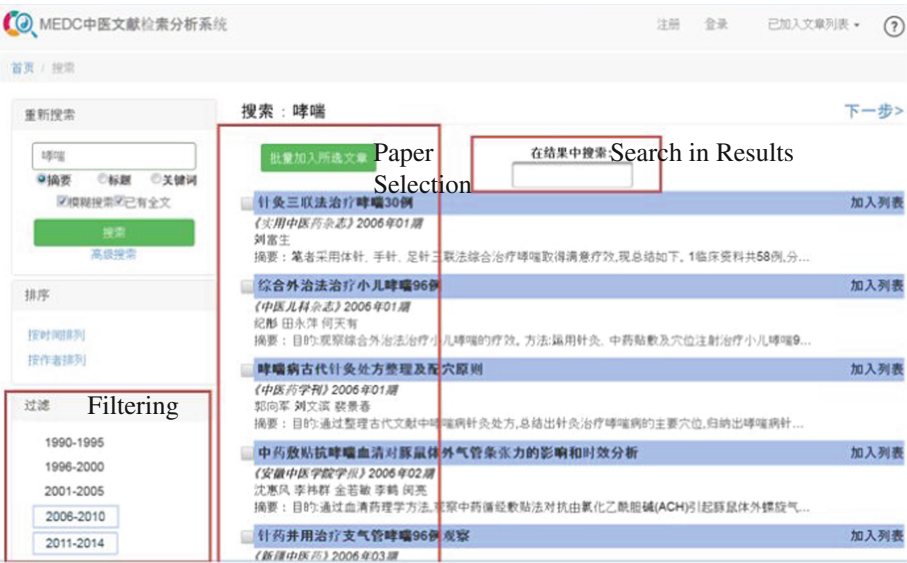 MEDC中医文献检索分析系统
注册 登录 已加入文章列表
首页 / 搜索
重新搜索
哮喘
摘要 标题 关键词
模糊搜索 已有全文
搜索
高级搜索
排序
按时间排列
按作者排列
过滤 Filtering
1990-1995
1996-2000
2001-2005
2006-2010
2011-2014
搜索：哮喘
下一步>
批量加入所选文章
Paper
Selection
在结果中搜索:
Search in Results
针灸三联法治疗哮喘30例 加入列表
《实用中医药杂志》2006年01期
刘富生
摘要：笔者采用体针、手针、足针三联法综合治疗哮喘取得满意疗效,现总结如下。1临床资料共58例,分...
综合外治法治疗小儿哮喘96例 加入列表
《中医儿科杂志》2006年01期
纪彤 田永萍 何天有
摘要：目的:观察综合外治法治疗小儿哮喘的疗效。方法:运用针灸、中药贴敷及穴位注射治疗小儿哮喘9...
哮喘病古代针灸处方整理及配穴原则 加入列表
《中医药学刊》2006年01期
郭向军 刘文滨 裴景春
摘要：目的:通过整理古代文献中哮喘病针灸处方,总结出针灸治疗哮喘病的主要穴位,归纳出哮喘病针...
中药敷贴抗哮喘血清对豚鼠体外气管条张力的影响和时效分析 加入列表
《安徽中医学院学报》2006年02期
沈惠风 李祎群 金若敏 李鹤 何亮
摘要：目的:通过血清药理学方法,观察中药循经敷贴法对抗由氯化乙酰胆碱(ACH)引起豚鼠体外螺旋气...
针药并用治疗支气管哮喘96例观察 加入列表
《新疆中医药》2006年03期